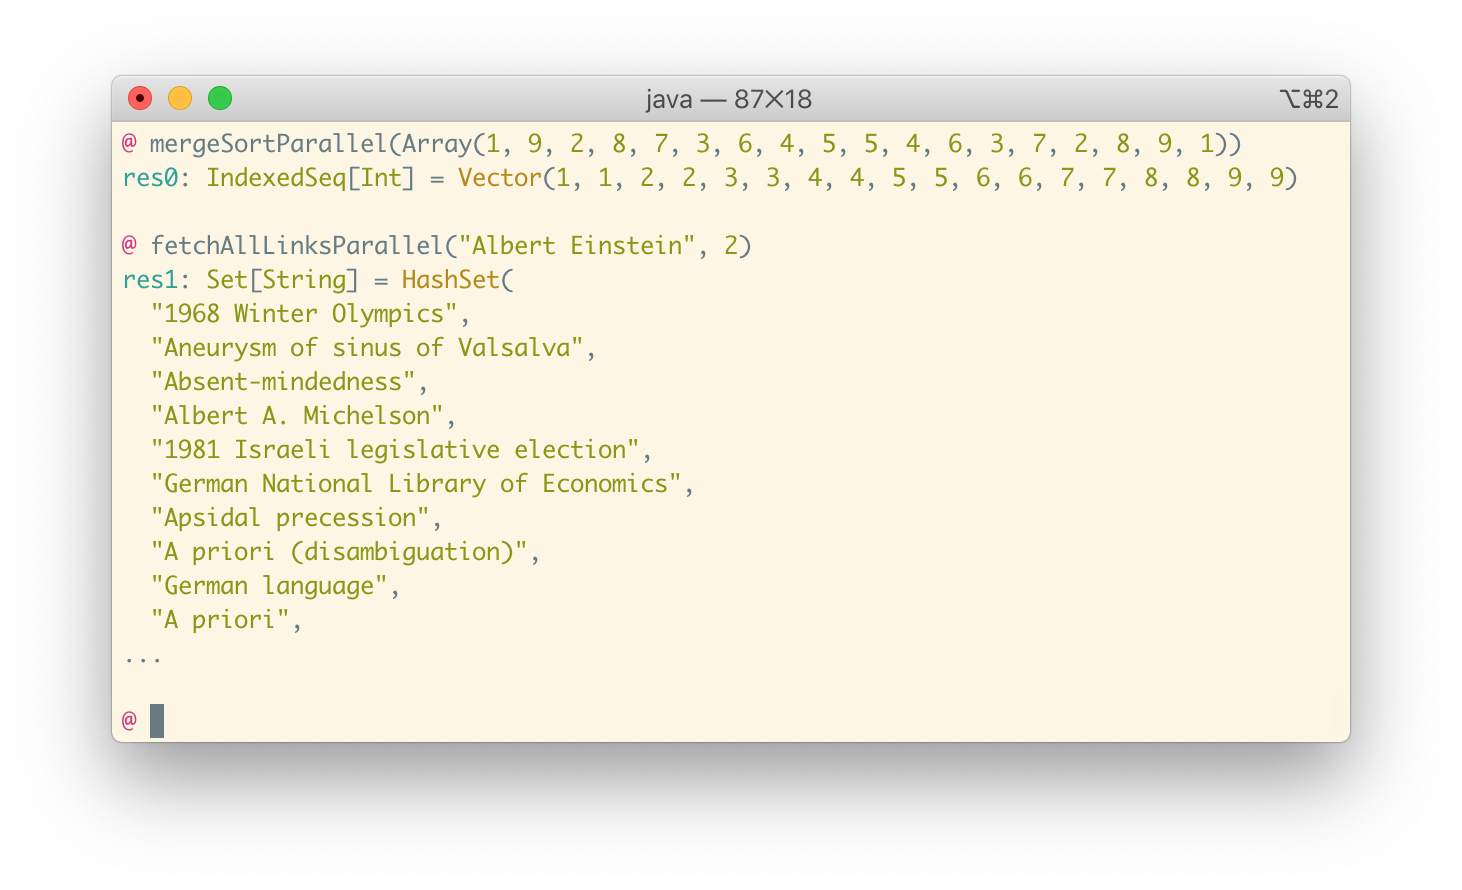 java — 87×18
⌥⌘2
@ mergeSortParallel(Array(1, 9, 2, 8, 7, 3, 6, 4, 5, 5, 4, 6, 3, 7, 2, 8, 9, 1))
res0: IndexedSeq[Int] = Vector(1, 1, 2, 2, 3, 3, 4, 4, 5, 5, 6, 6, 7, 7, 8, 8, 9, 9)
@ fetchAllLinksParallel("Albert Einstein", 2)
res1: Set[String] = HashSet(
  "1968 Winter Olympics",
  "Aneurysm of sinus of Valsalva",
  "Absent-mindedness",
  "Albert A. Michelson",
  "1981 Israeli legislative election",
  "German National Library of Economics",
  "Apsidal precession",
  "A priori (disambiguation)",
  "German language",
  "A priori",
...
@